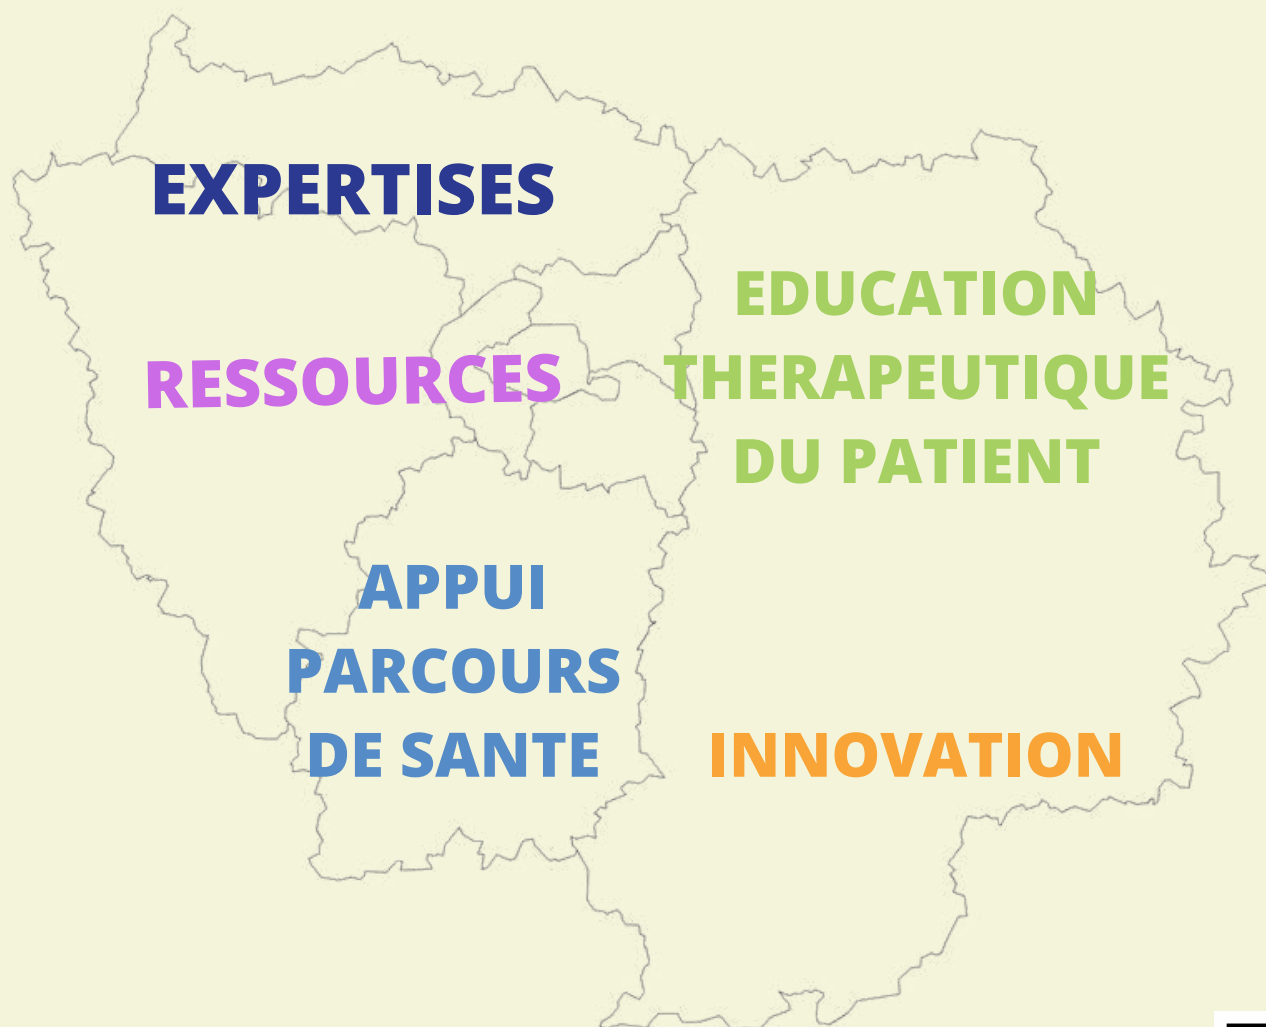 EXPERTISES
EDUCATION
THERAPEUTIQUE
DU PATIENT
RESSOURCES
APPUI
PARCOURS
DE SANTE
INNOVATION